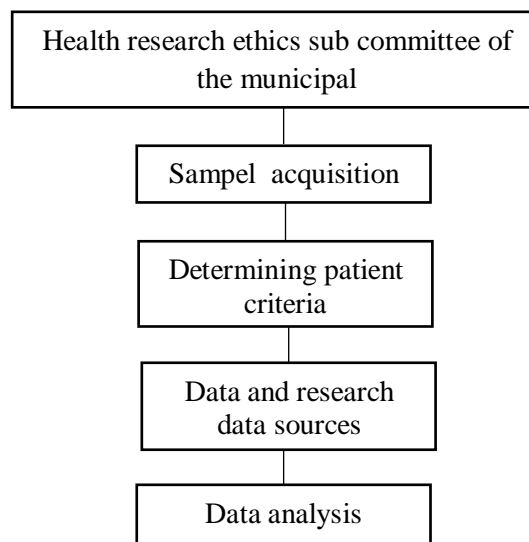 Health research ethics sub committee of
the municipal
Sampel acquisition
Determining patient
criteria
Data and research
data sources
Data analysis